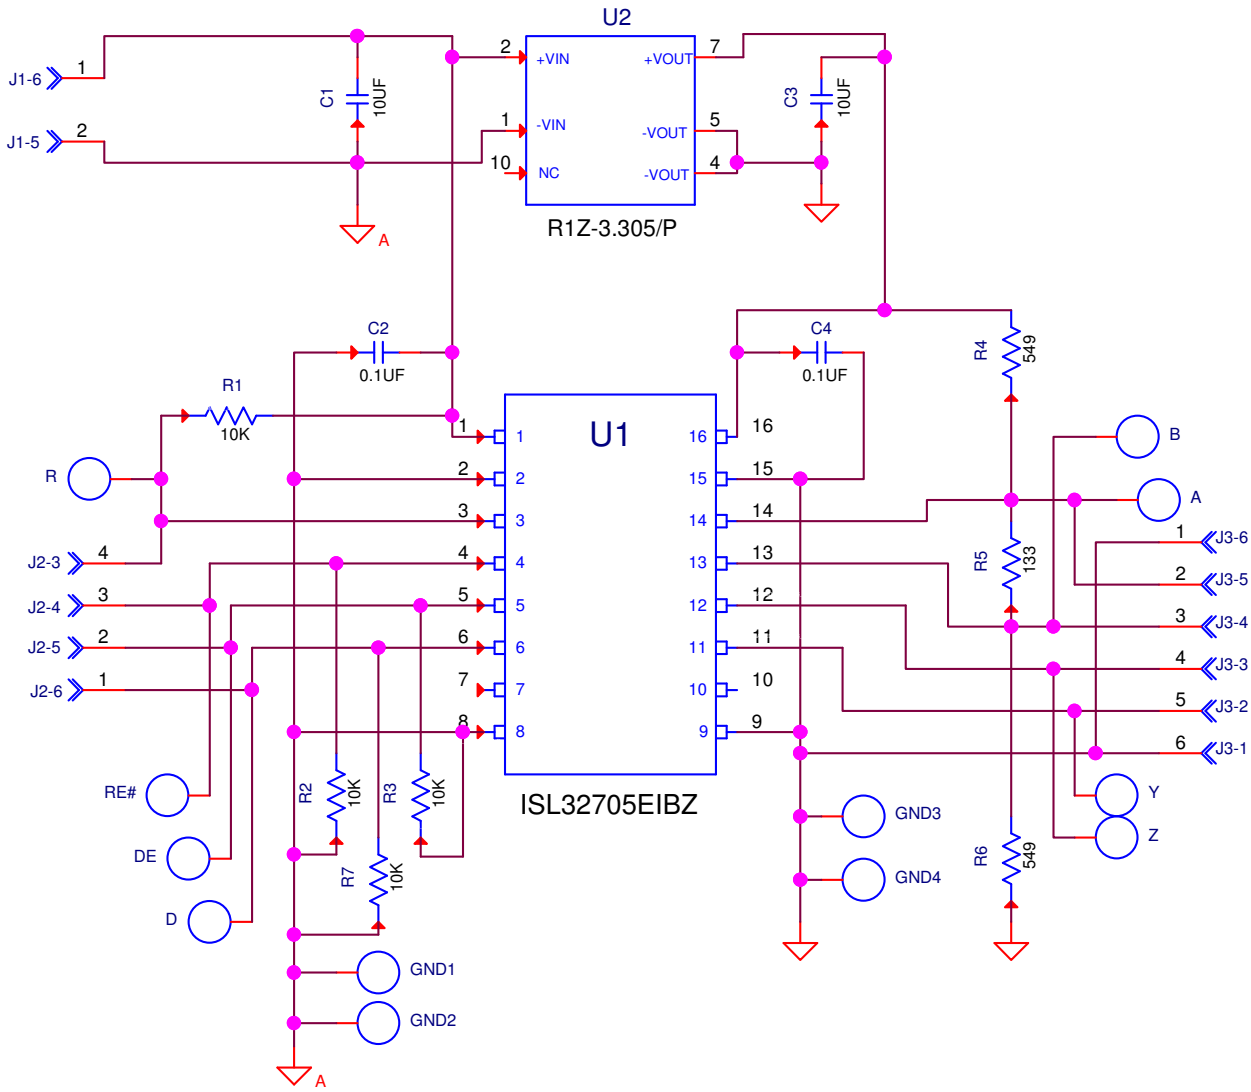 U2
J1-6
1
J1-5
2
C1
10UF
2
+VIN
1
-VIN
10
NC
+VOUT
7
-VOUT
5
-VOUT
4
C3
10UF
A
R1Z-3.305/P
C2
0.1UF
C4
0.1UF
R4
549
R1
10K
U1
1
1
16
16
B
R
2
2
15
15
A
3
3
14
14
J2-3
4
4
4
13
13
R5
133
1
J3-6
2
J3-5
J2-4
3
5
5
12
12
3
J3-4
J2-5
2
6
6
11
11
4
J3-3
J2-6
1
7
7
10
10
5
J3-2
8
8
9
9
6
J3-1
RE#
R2
10K
R3
10K
ISL32705EIBZ
GND3
Y
Z
DE
R7
10K
GND4
R6
549
D
GND1
GND2
A